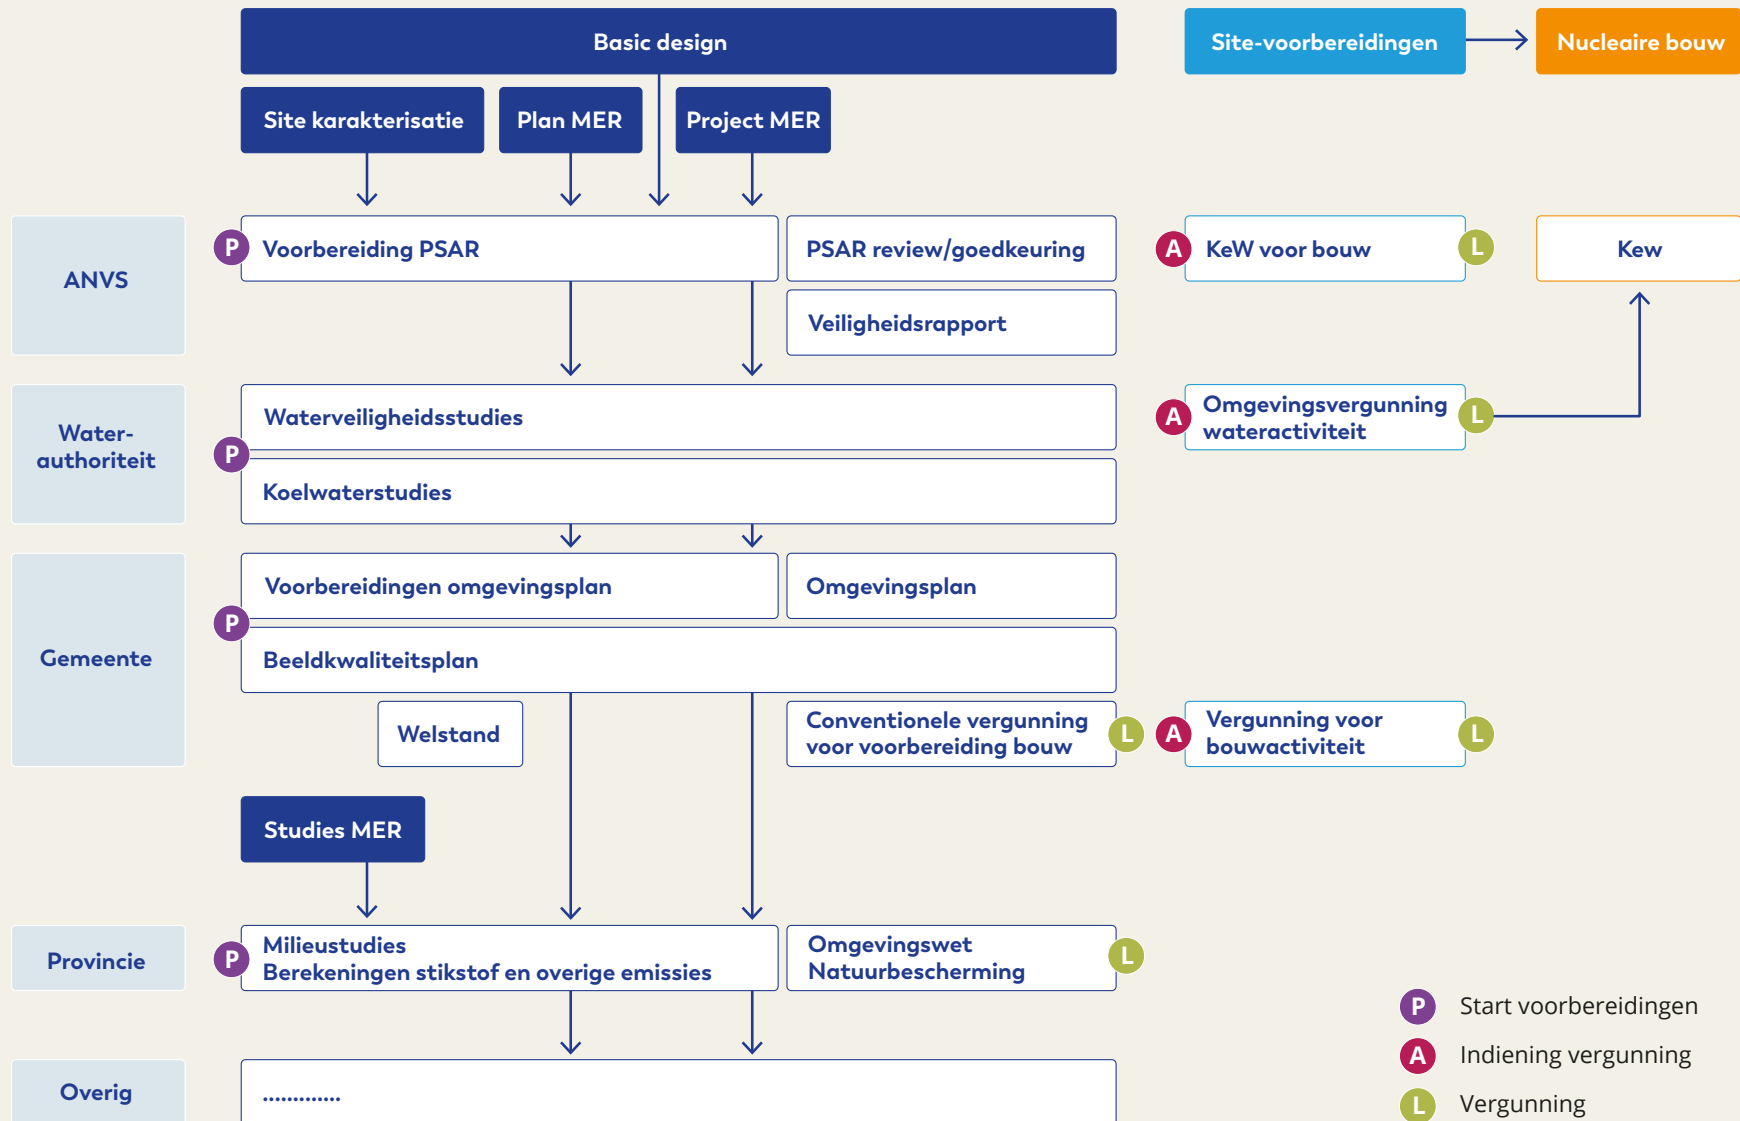 Basic design
Site-voorbereidingen
Nucleaire bouw
Site karakterisatie
Plan MER
Project MER
ANVS
P
Voorbereiding PSAR
PSAR review/goedkeuring
A
KeW voor bouw
L
Kew
Veiligheidsrapport
Water-
authoriteit
P
Waterveiligheidsstudies
A
Omgevingsvergunning
wateractiviteit
L
Koelwaterstudies
Gemeente
P
Voorbereidingen omgevingsplan
Omgevingsplan
Beeldkwaliteitsplan
Welstand
Conventionele vergunning
voor voorbereiding bouw
L
A
Vergunning voor
bouwactiviteit
L
Studies MER
Provincie
P
Milieustudies
Berekeningen stikstof en overige emissies
Omgevingswet
Natuurbescherming
L
Overig
.............
P Start voorbereidingen
A Indiening vergunning
L Vergunning